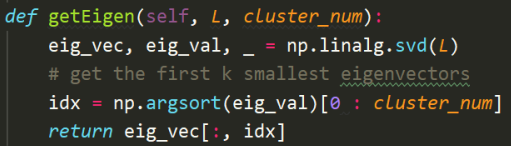 def getEigen(self, L, cluster_num):
    eig_vec, eig_val, _ = np.linalg.svd(L)
    # get the first k smallest eigenvectors
    idx = np.argsort(eig_val)[0 : cluster_num]
    return eig_vec[:, idx]